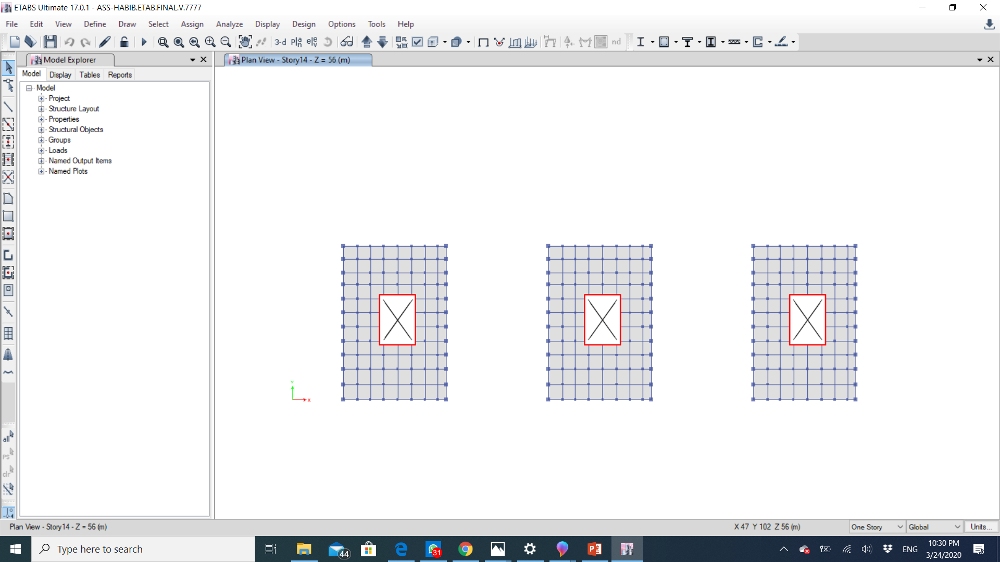 ETABS Ultimate 17.0.1 - ASS-HABIB.ETAB.FINAL.V.7777
File Edit View Define Draw Select Assign Analyze Display Design Options Tools Help
3-d pla elev nd
Model Explorer
Plan View - Story14 - Z = 56 (m)
Model Display Tables Reports
Model
Project
Structure Layout
Properties
Structural Objects
Groups
Loads
Named Output Items
Named Plots
Y
X
all
ps
clr
Plan View - Story14 - Z = 56 (m)
X 47 Y 102 Z 56 (m)
One Story
Global
Units...
Type here to search
44
31
ENG
10:30 PM
3/24/2020